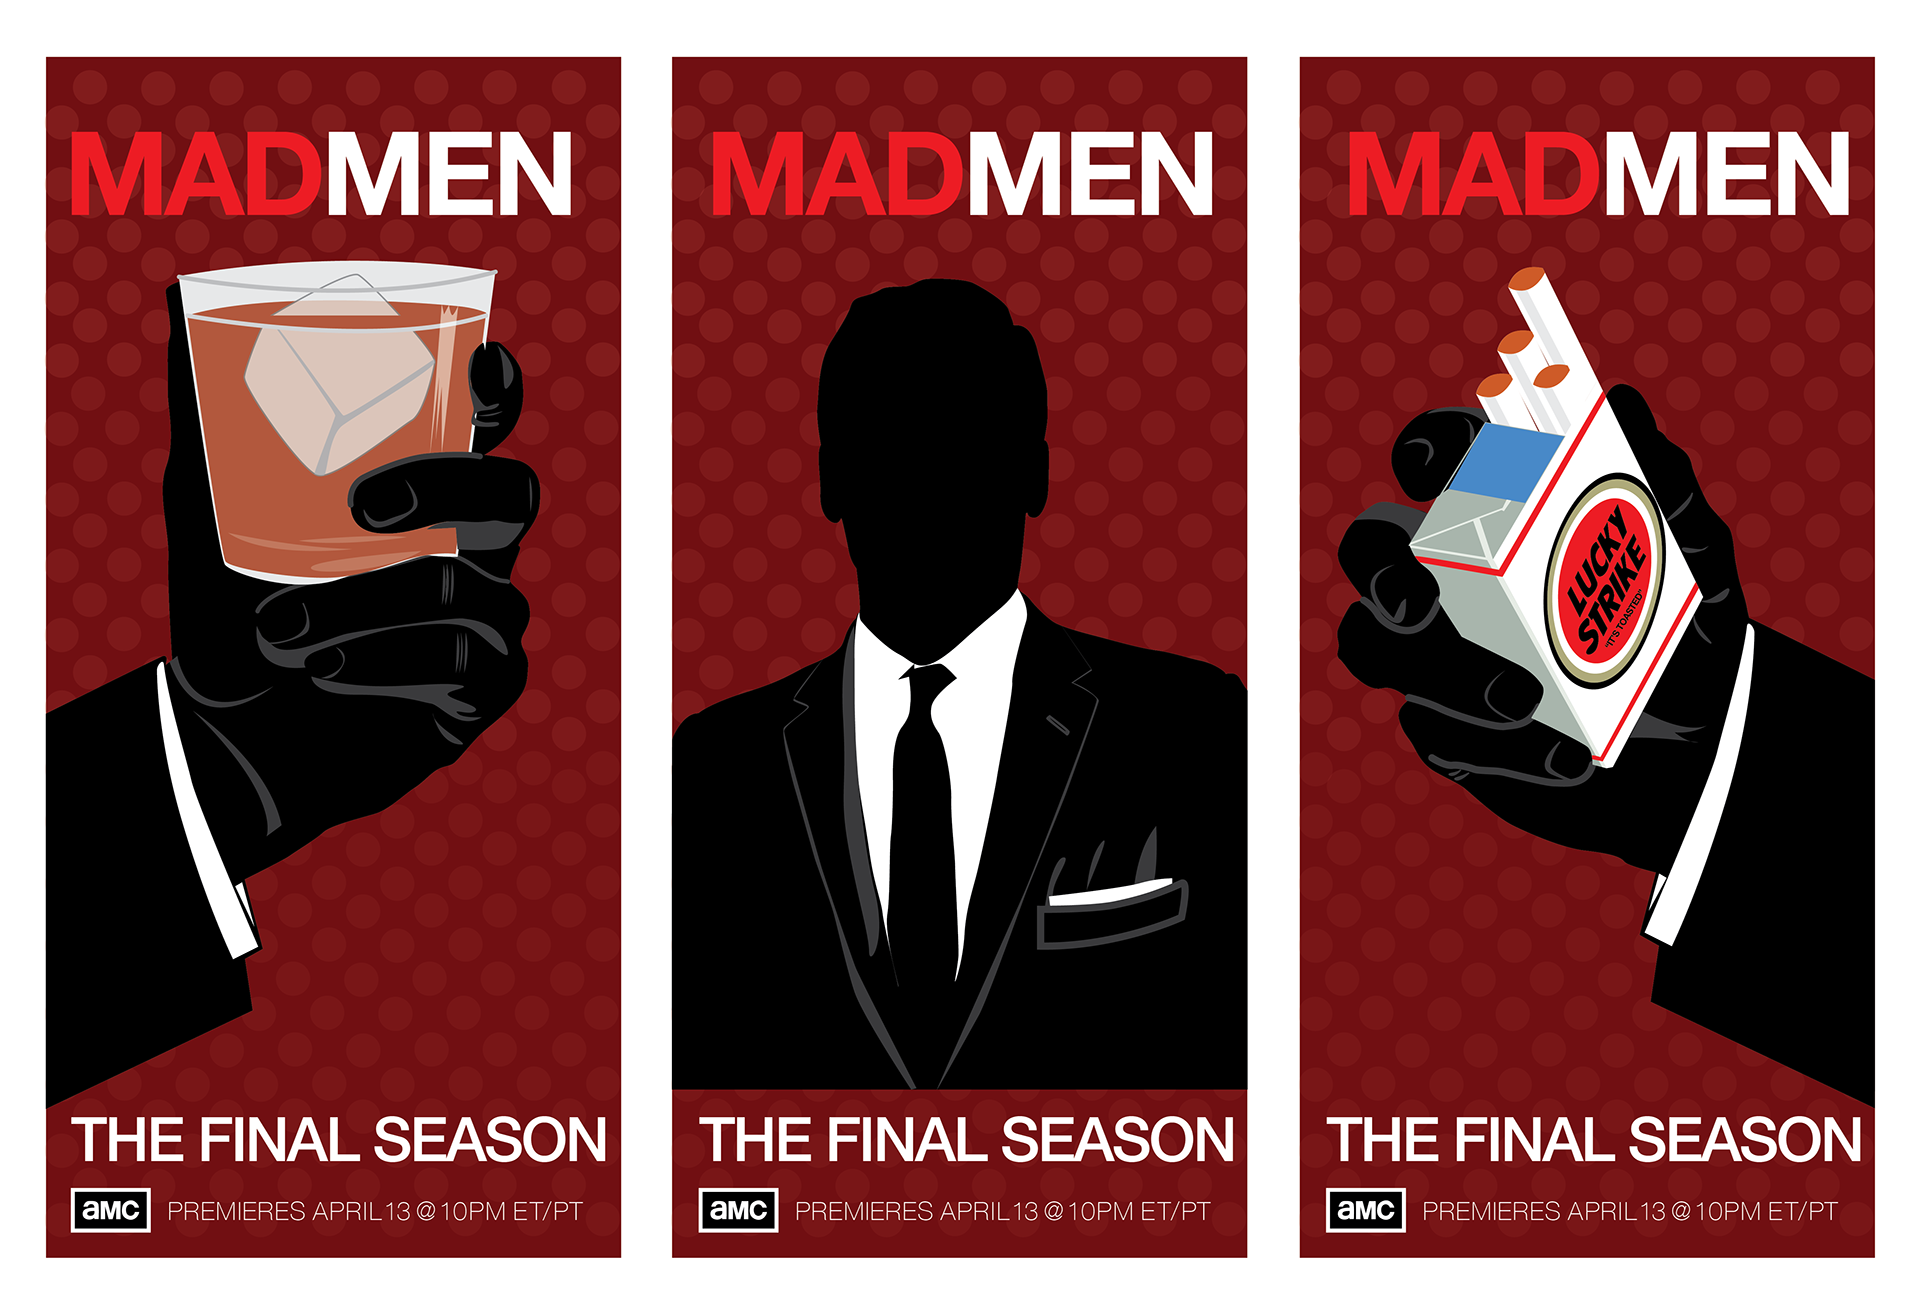 MADMEN
THE FINAL SEASON
amc PREMIERES APRIL 13 @ 10PM ET/PT
MADMEN
THE FINAL SEASON
amc PREMIERES APRIL 13 @ 10PM ET/PT
MADMEN
LUCKY
STRIKE
"IT'S TOASTED"
THE FINAL SEASON
amc PREMIERES APRIL 13 @ 10PM ET/PT